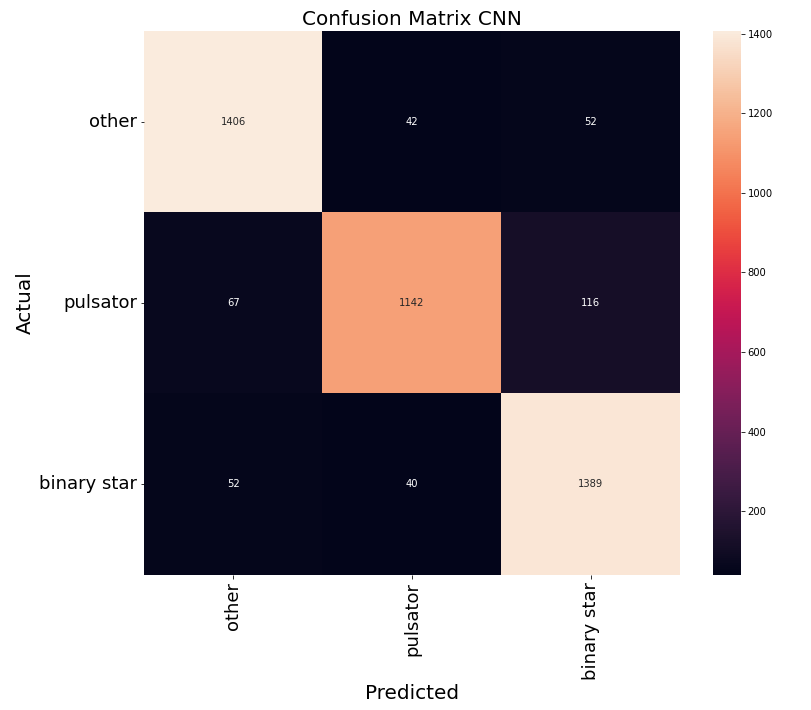 Confusion Matrix CNN
other
1406 42 52
pulsator
67 1142 116
binary star
52 40 1389
Actual
other pulsator binary star
Predicted
1400
1200
1000
800
600
400
200